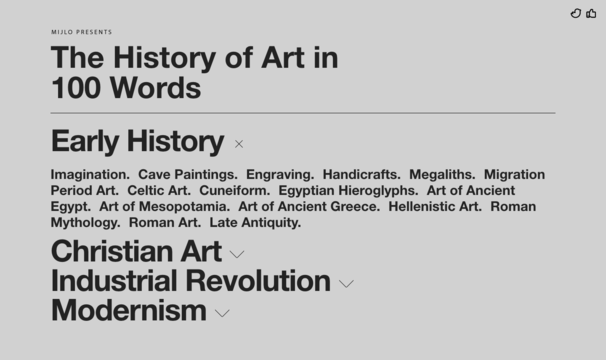 MIJLO PRESENTS
The History of Art in
100 Words
Early History
Imagination. Cave Paintings. Engraving. Handicrafts. Megaliths. Migration
Period Art. Celtic Art. Cuneiform. Egyptian Hieroglyphs. Art of Ancient
Egypt. Art of Mesopotamia. Art of Ancient Greece. Hellenistic Art. Roman
Mythology. Roman Art. Late Antiquity.
Christian Art
Industrial Revolution
Modernism